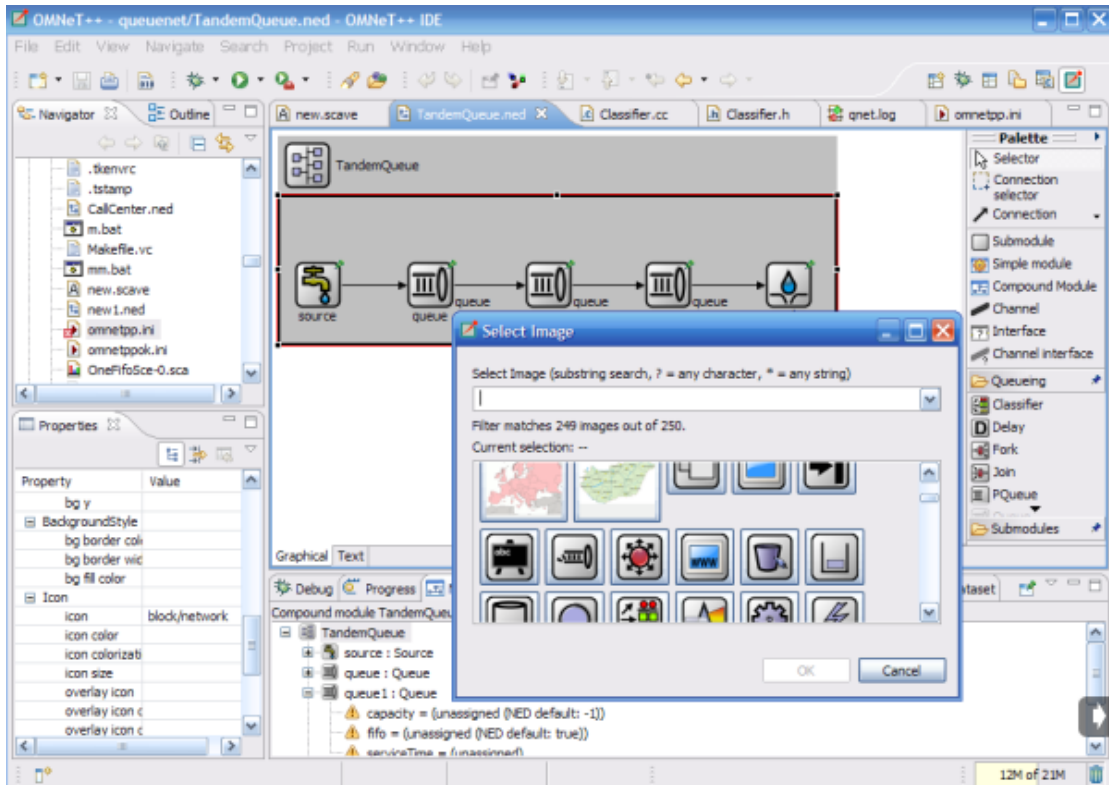 OMNeT++ - queuenet/TandemQueue.ned - OMNeT++ IDE
File Edit View Navigate Search Project Run Window Help
Navigator Outline
.tkenvrc
.tstamp
CallCenter.ned
m.bat
Makefile.vc
mm.bat
new.scave
new1.ned
omnetpp.ini
omnetppok.ini
OneFifoSce-0.sca
Properties
Property Value
bg y
BackgroundStyle
bg border col
bg border wid
bg fill color
Icon
icon block/network
icon color
icon colorizati
icon size
overlay icon
overlay icon c
overlay icon c
new.scave TandemQueue.ned Classifier.cc Classifier.h qnet.log omnetpp.ini
TandemQueue
source
queue
queue
queue
queue
Graphical Text
Palette
Selector
Connection
selector
Connection
Submodule
Simple module
Compound Module
Channel
Interface
Channel interface
Queueing
Classifier
Delay
Fork
Join
PQueue
Submodules
Select Image
Select Image (substring search, ? = any character, * = any string)
Filter matches 249 images out of 250.
Current selection: --
abc
www
OK Cancel
Debug Progress
ataset
Compound module TandemQueu
TandemQueue
source : Source
queue : Queue
queue1 : Queue
capacity = (unassigned (NED default: -1))
fifo = (unassigned (NED default: true))
serviceTime = (unassigned)
12M of 21M